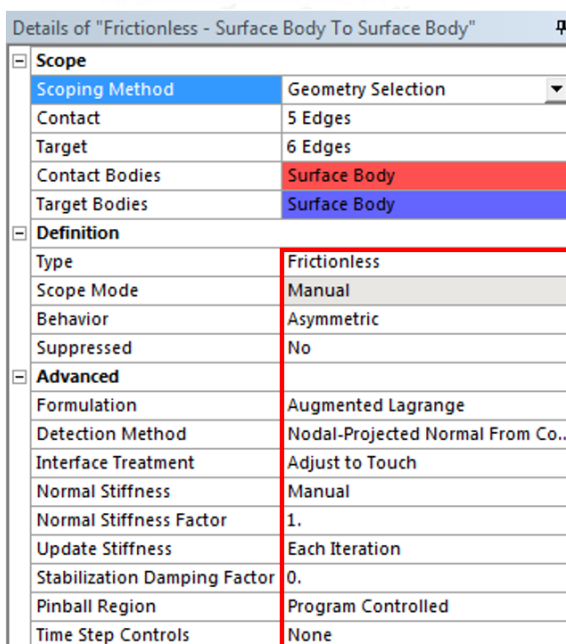 Details of "Frictionless - Surface Body To Surface Body"
Scope
Scoping Method Geometry Selection
Contact 5 Edges
Target 6 Edges
Contact Bodies Surface Body
Target Bodies Surface Body
Definition
Type Frictionless
Scope Mode Manual
Behavior Asymmetric
Suppressed No
Advanced
Formulation Augmented Lagrange
Detection Method Nodal-Projected Normal From Co..
Interface Treatment Adjust to Touch
Normal Stiffness Manual
Normal Stiffness Factor 1.
Update Stiffness Each Iteration
Stabilization Damping Factor 0.
Pinball Region Program Controlled
Time Step Controls None